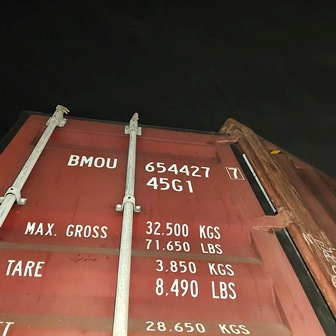 BMOU 654427 7
45G1
MAX. GROSS 32.500 KGS
71.650 LBS
TARE 3.850 KGS
8,490 LBS
28.650 KGS